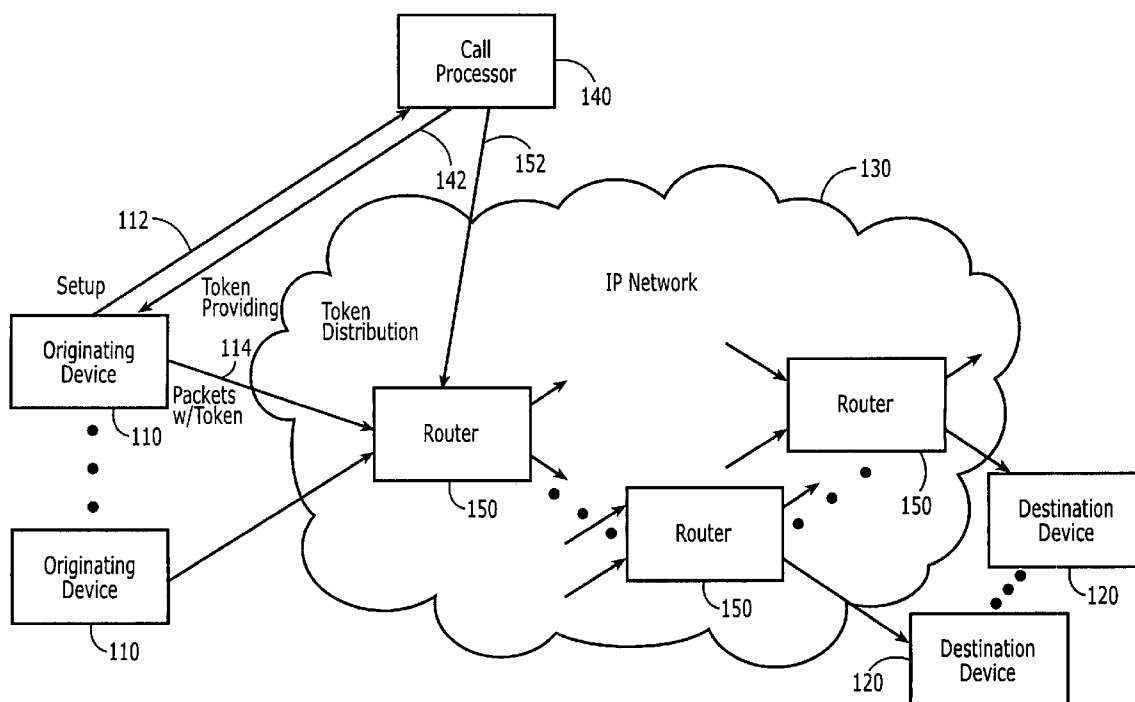 Call
Processor
140
142
152
130
112
Setup
Token
Providing
Token
Distribution
IP Network
Originating
Device
114
Packets
w/Token
110
Router
150
Router
150
Router
150
Originating
Device
110
Destination
Device
120
Destination
Device
120